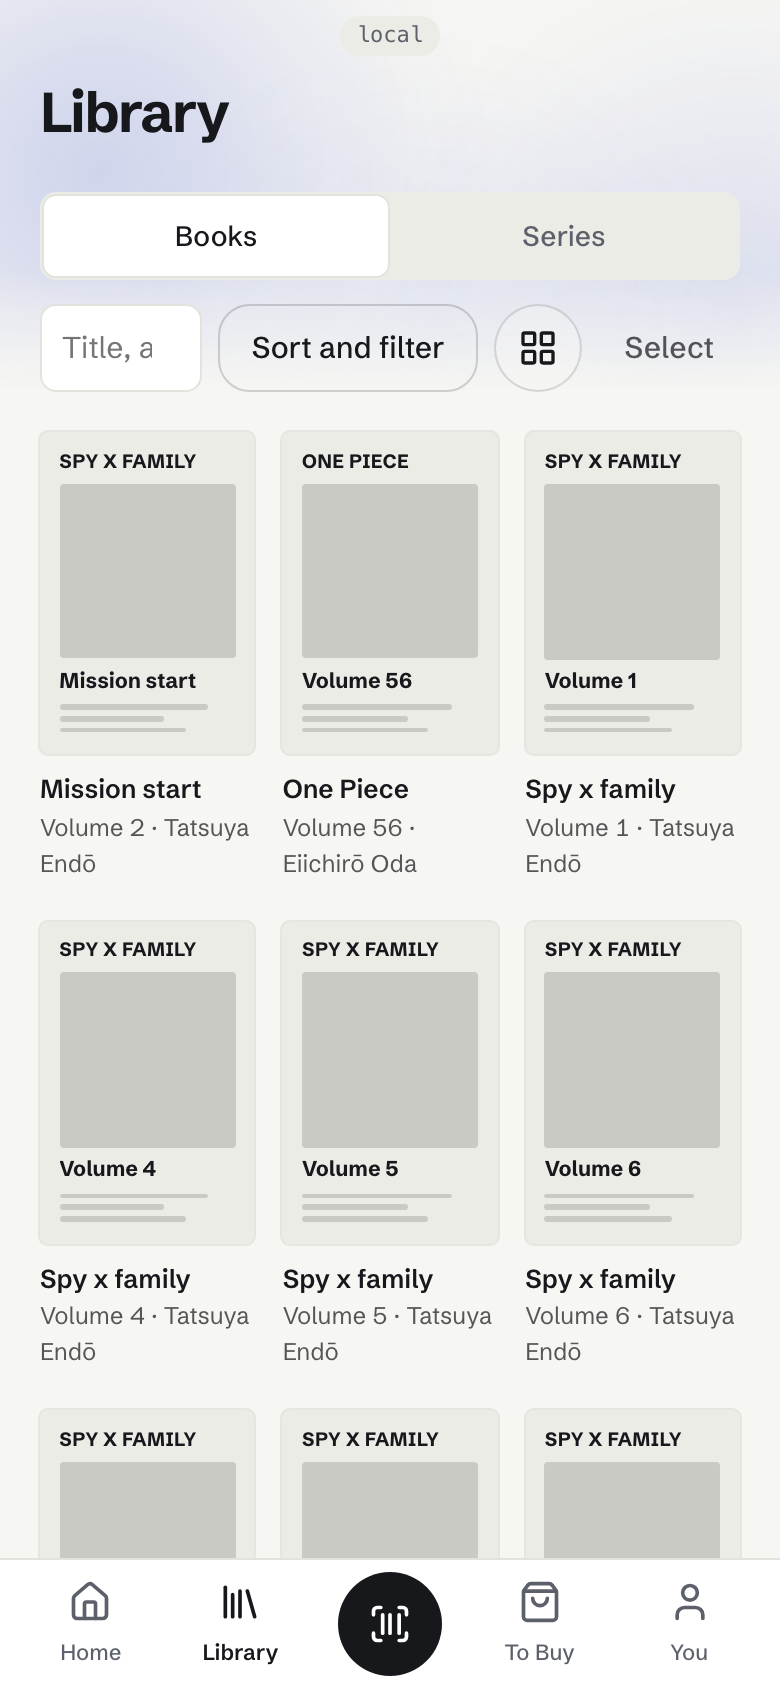 local
Library
Books
Series
Title, a
Sort and filter
Select
SPY X FAMILY
Mission start
Mission start
Volume 2 · Tatsuya
Endō
ONE PIECE
Volume 56
One Piece
Volume 56 ·
Eiichirō Oda
SPY X FAMILY
Volume 1
Spy x family
Volume 1 · Tatsuya
Endō
SPY X FAMILY
Volume 4
Spy x family
Volume 4 · Tatsuya
Endō
SPY X FAMILY
Volume 5
Spy x family
Volume 5 · Tatsuya
Endō
SPY X FAMILY
Volume 6
Spy x family
Volume 6 · Tatsuya
Endō
SPY X FAMILY
SPY X FAMILY
SPY X FAMILY
Home
Library
To Buy
You